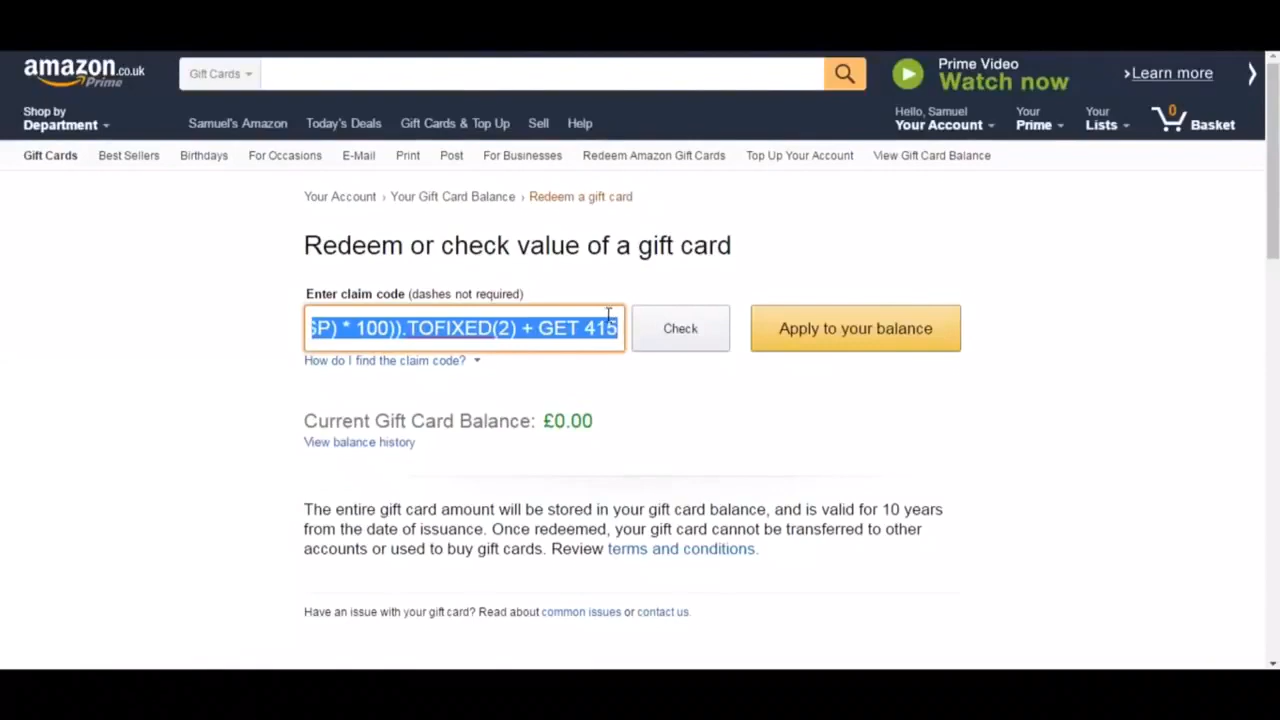 amazon.co.uk
Prime
Gift Cards
Prime Video
Watch now
Learn more
Shop by
Department
Samuel's Amazon
Today's Deals
Gift Cards & Top Up
Sell
Help
Hello, Samuel
Your Account
Your
Prime
Your
Lists
0
Basket
Gift Cards
Best Sellers
Birthdays
For Occasions
E-Mail
Print
Post
For Businesses
Redeem Amazon Gift Cards
Top Up Your Account
View Gift Card Balance
Your Account › Your Gift Card Balance › Redeem a gift card
Redeem or check value of a gift card
Enter claim code (dashes not required)
SP) * 100)).TOFIXED(2) + GET 415
Check
Apply to your balance
How do I find the claim code?
Current Gift Card Balance: £0.00
View balance history
The entire gift card amount will be stored in your gift card balance, and is valid for 10 years
from the date of issuance. Once redeemed, your gift card cannot be transferred to other
accounts or used to buy gift cards. Review terms and conditions.
Have an issue with your gift card? Read about common issues or contact us.